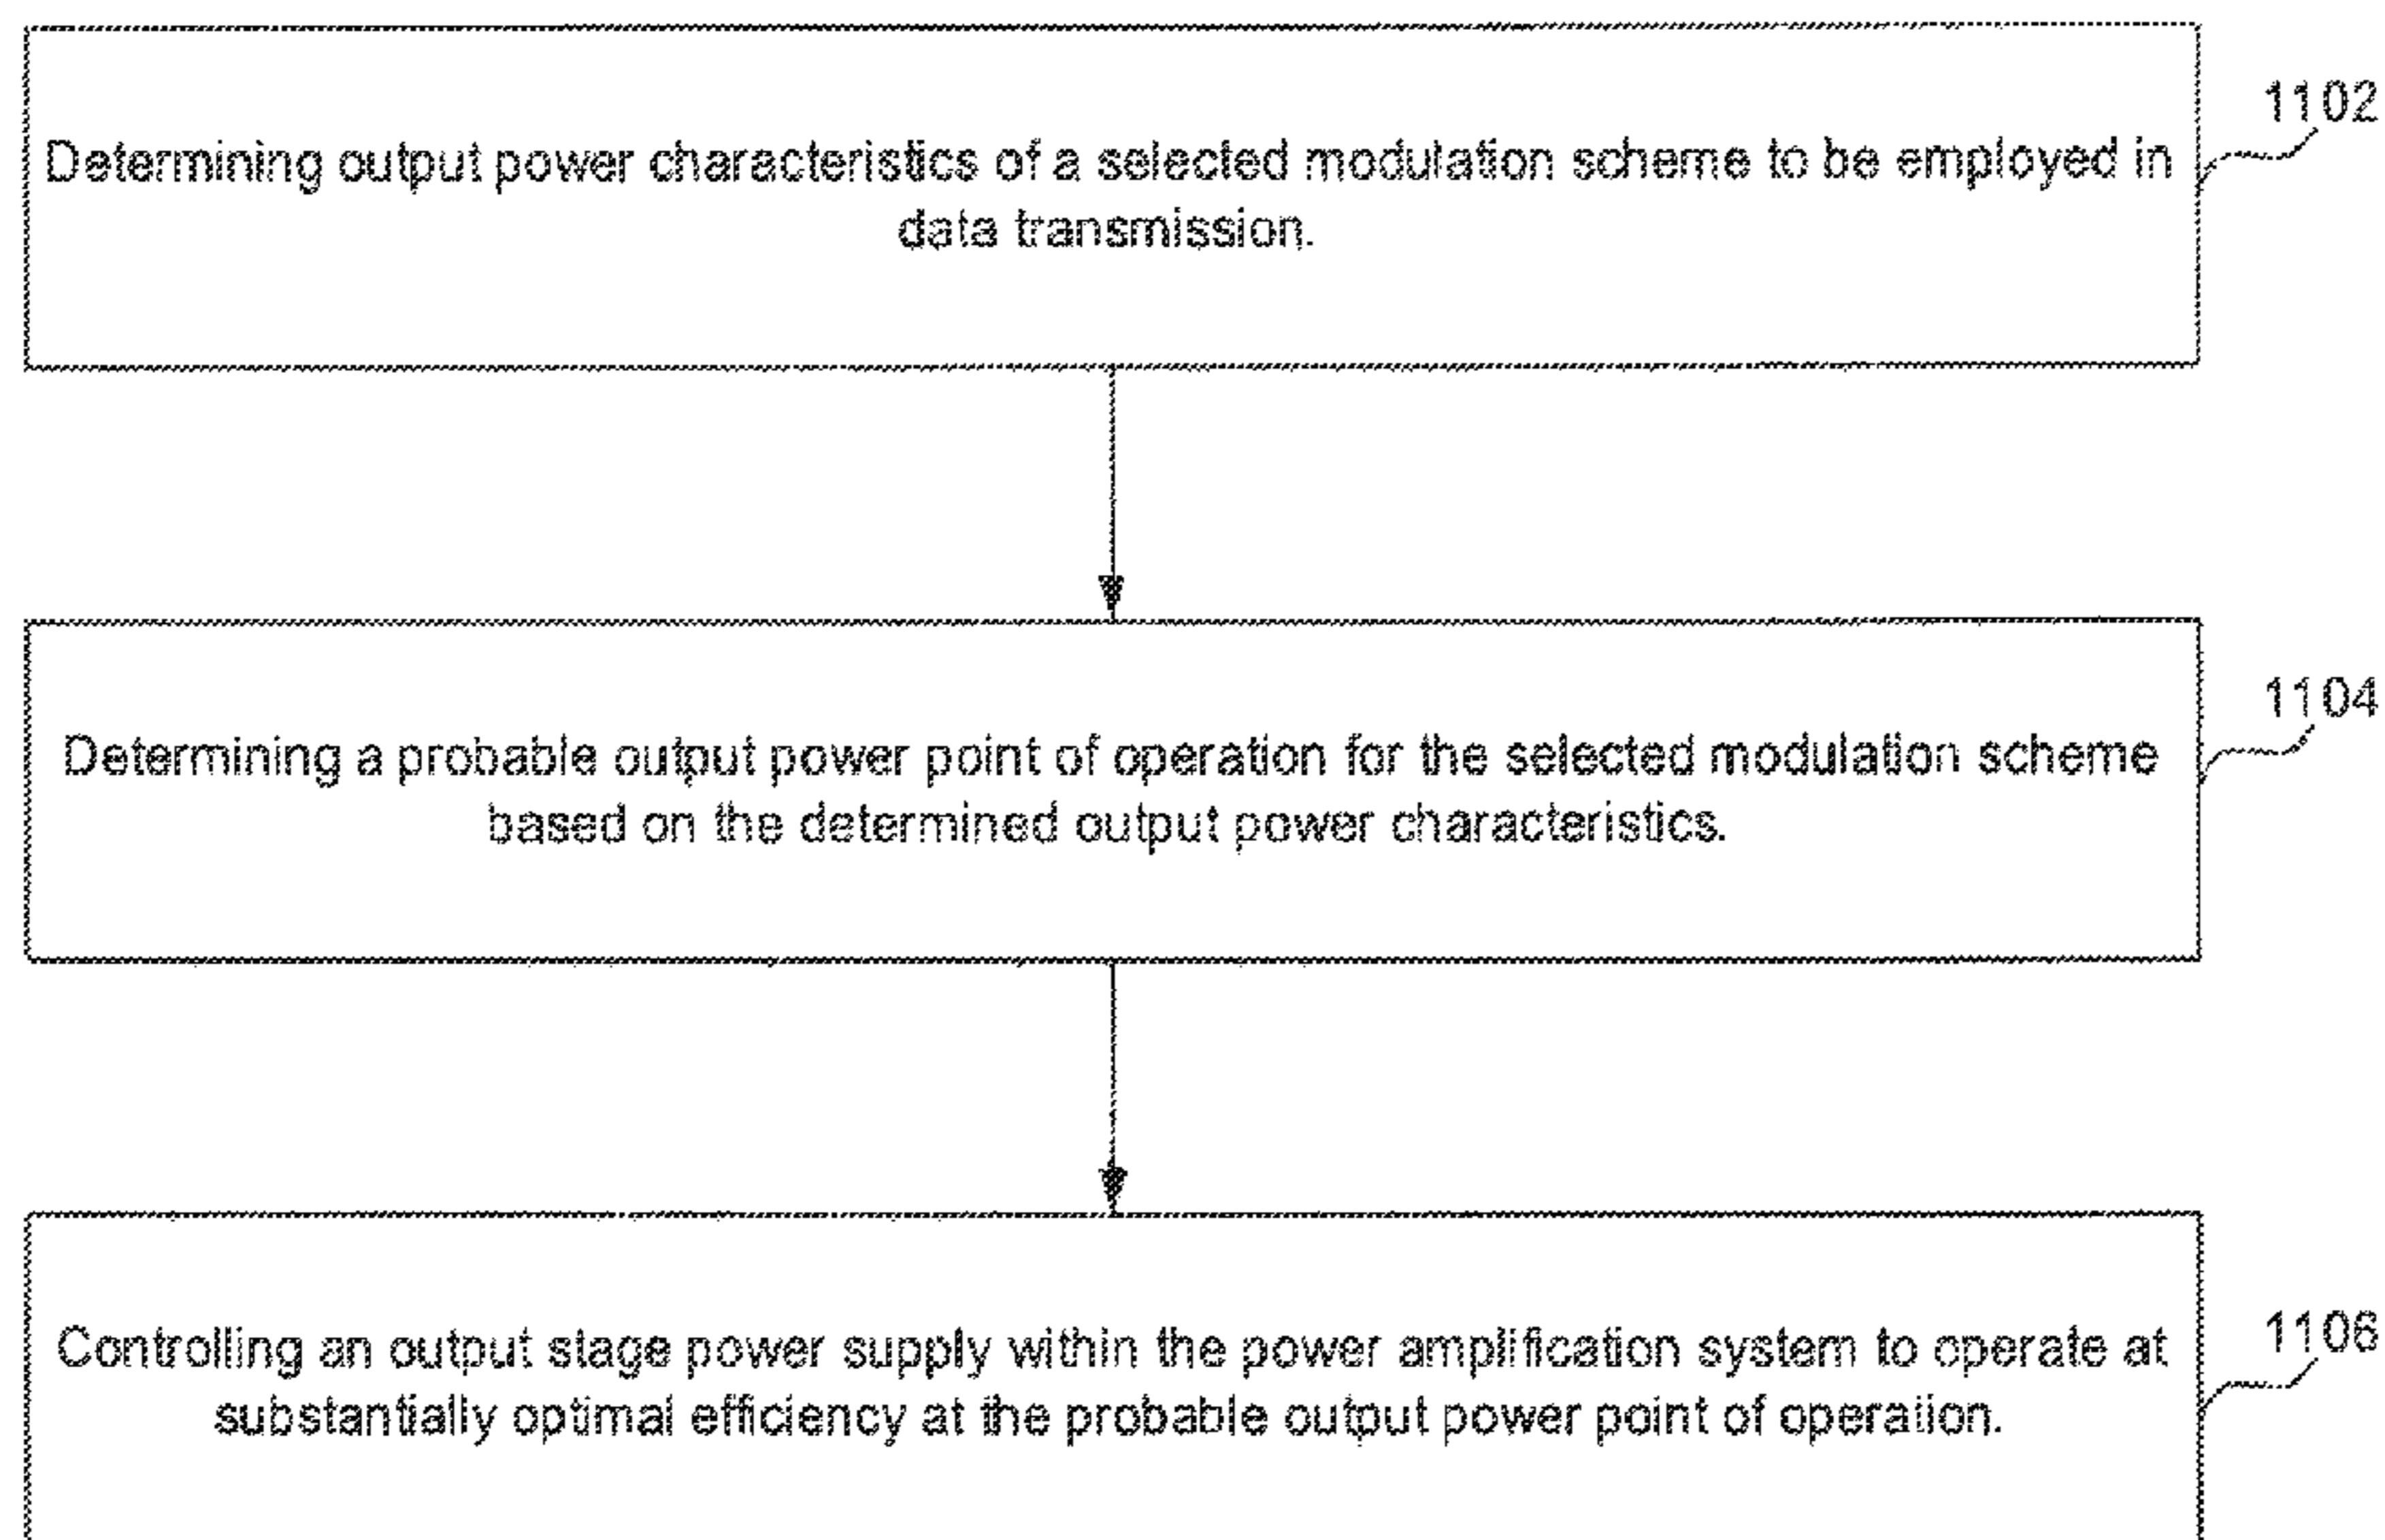 1102
Determining output power characteristics of a selected modulation scheme to be employed in
data transmission.
1104
Determining a probable output power point of operation for the selected modulation scheme
based on the determined output power characteristics.
1106
Controlling an output stage power supply within the power amplification system to operate at
substantially optimal efficiency at the probable output power point of operation.